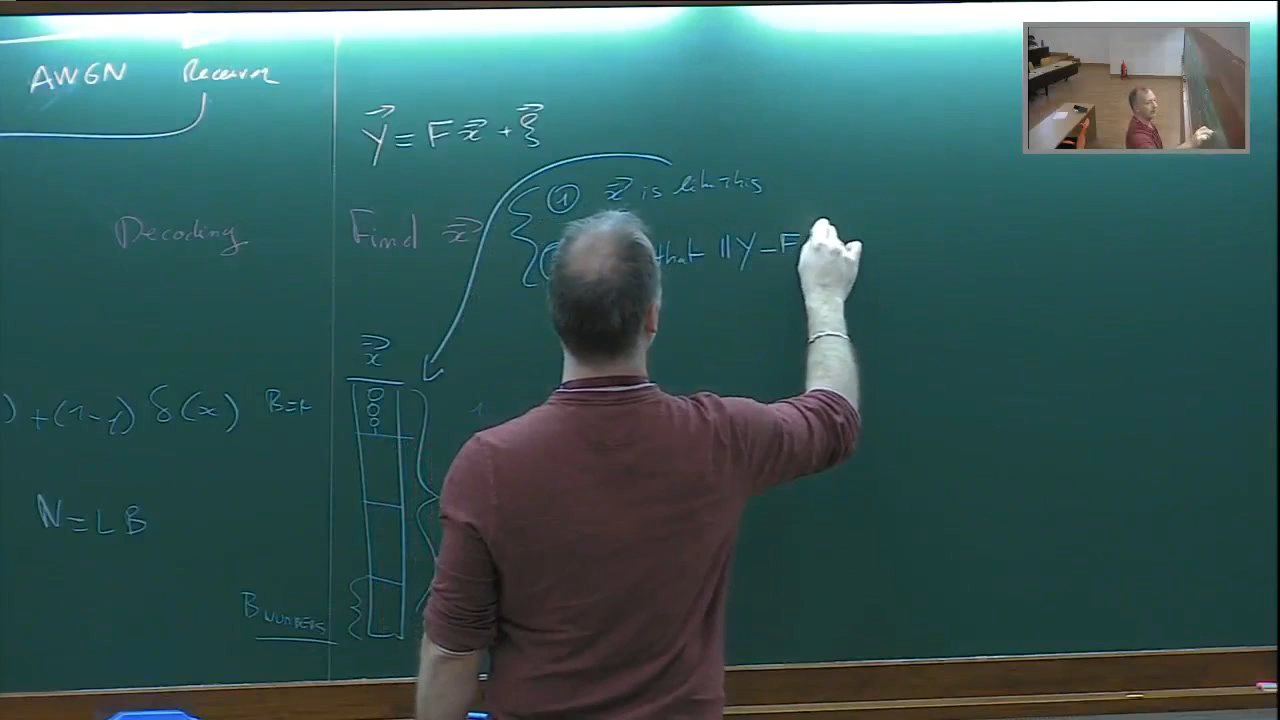 AWGN Receiver
Y = F x + ξ
① x is like this
Decoding Find x
that ||Y - F
x
) + (1-ρ) δ(x) B=
N = L B
B NUMBERS